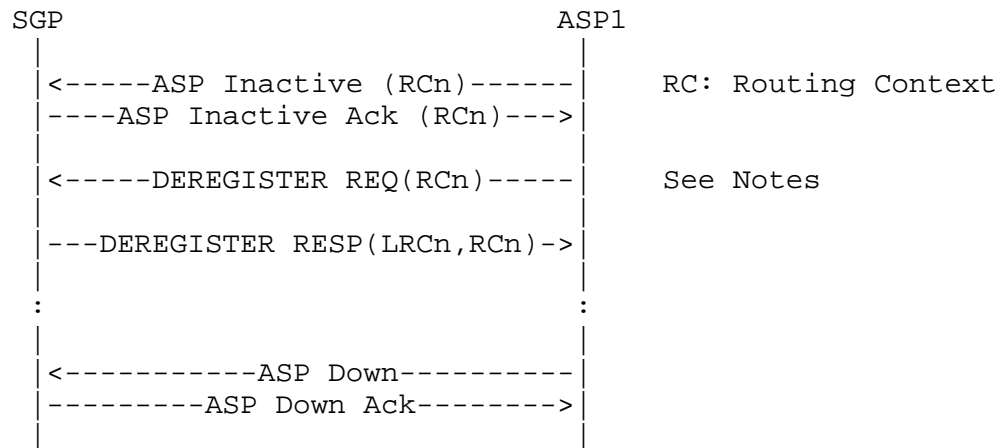 SGP                                  ASP1
 |                                     |
 |<-----ASP Inactive (RCn)------|     RC: Routing Context
 |----ASP Inactive Ack (RCn)--->|
 |                                     |
 |<-----DEREGISTER REQ(RCn)-----|     See Notes
 |                                     |
 |---DEREGISTER RESP(LRCn,RCn)->|
 |                                     |
 :                                     :
 |                                     |
 |<-----------ASP Down----------|
 |---------ASP Down Ack-------->|
 |                                     |